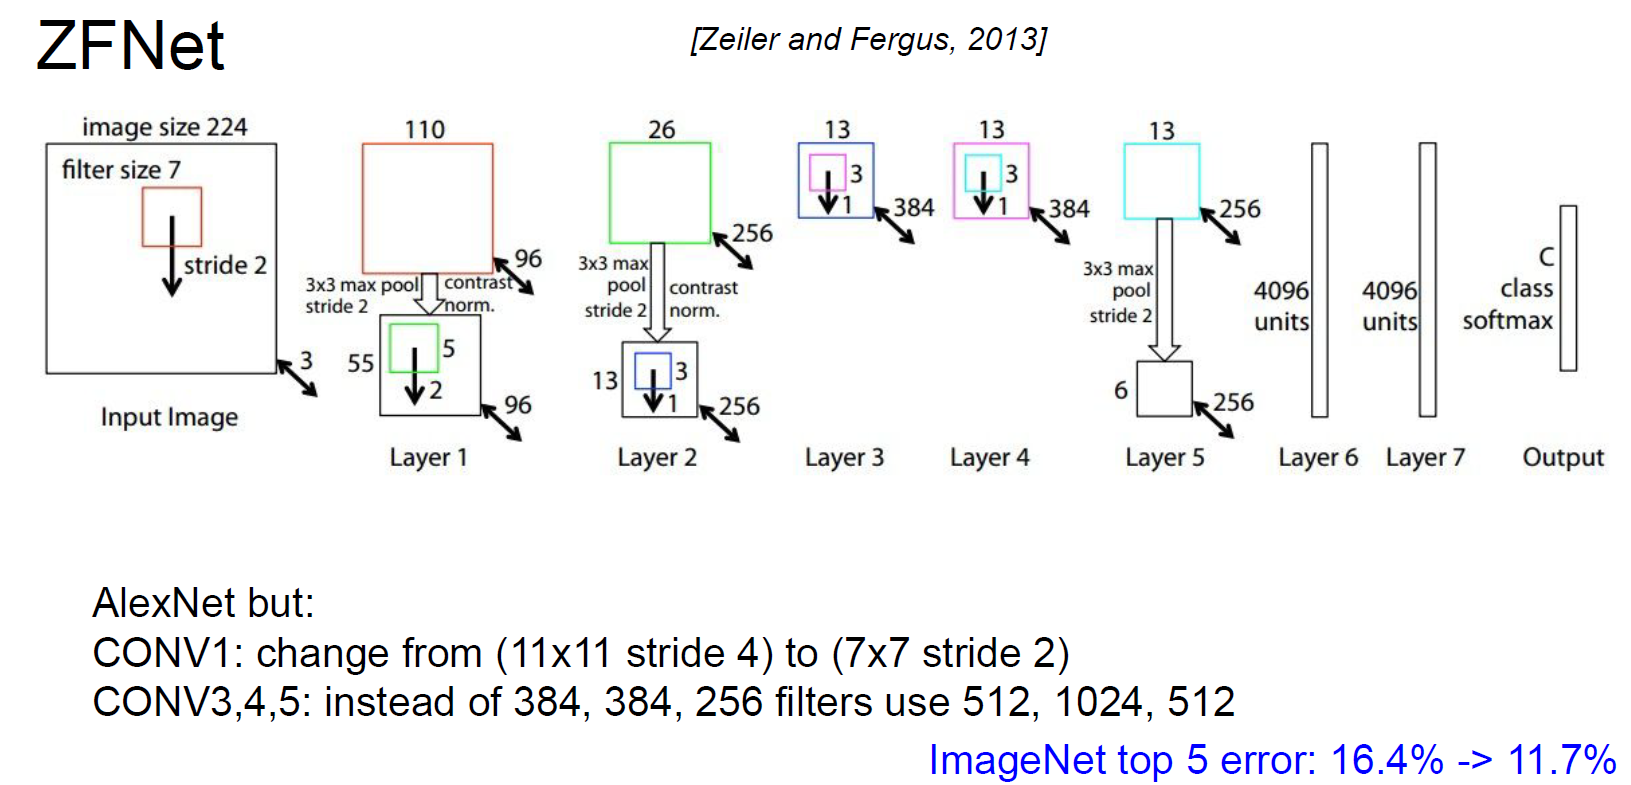 ZFNet
[Zeiler and Fergus, 2013]
image size 224
filter size 7
stride 2
3
Input Image
110
96
3x3 max pool
stride 2
contrast
norm.
55
5
2
96
Layer 1
26
256
3x3 max
pool
stride 2
contrast
norm.
13
3
1
256
Layer 2
13
3
1
384
Layer 3
13
3
1
384
Layer 4
13
256
3x3 max
pool
stride 2
6
256
Layer 5
4096
units
Layer 6
4096
units
Layer 7
C
class
softmax
Output
AlexNet but:
CONV1: change from (11x11 stride 4) to (7x7 stride 2)
CONV3,4,5: instead of 384, 384, 256 filters use 512, 1024, 512
ImageNet top 5 error: 16.4% -> 11.7%